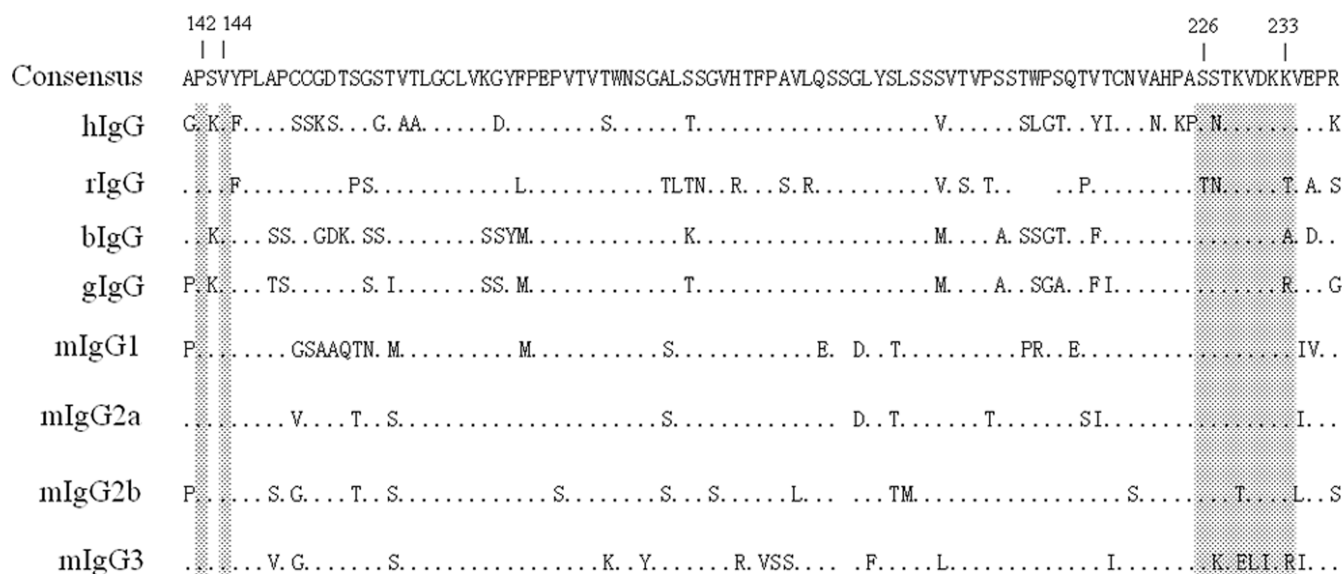 142 144 226 233
Consensus APSVYPLAPCCGDTSGSTVTLGCLVKGYFPEPVTVTWNSGALSSGVHTFPAVLQSSGLYSLSSSVTVPSSTWPSQTVTCNVAHPASSTKVDKKVEPR
hIgG G.K.F....SSKS...G.AA......D........S......T....................V......SLGT..YI...N.KP.N.........K
rIgG ....F.........PS............L...........TLTN..R...S.R..........V.S.T.. ..P.........TN.....T.A.S
bIgG ..K....SS..GDK.SS........SSYM.............K....................M....A.SSGT..F...............A.D..
gIgG P.K....TS......S.I.......SS.M.............T....................M....A..SGA..FI..............R...G
mIgG1 P........GSAAQTN.M..........M...........S............E. .D..T..........PR..E..................IV..
mIgG2a .........V....T..S......................S...............D..T.......T.......SI................I...
mIgG2b P......S.G....T..S.............S........S...S......L... ...TM..................S........T....L..S
mIgG3 .......V.G.......S.................K..Y.......R.VSS.... ..F.....L.............I........K.ELI.RI...